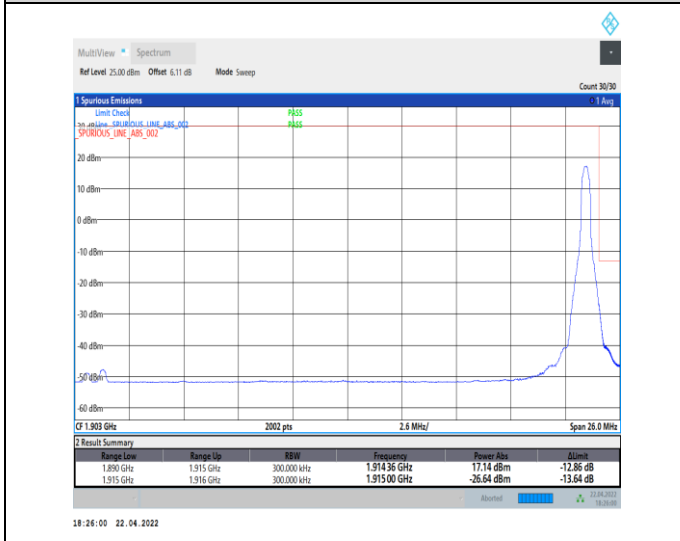 MultiView Spectrum
Ref Level 25.00 dBm Offset 6.11 dB Mode Sweep
Count 30/30
1 Spurious Emissions 1 Avg
Limit Check PASS
Line _SPURIOUS_LINE_ABS_002 PASS
_SPURIOUS_LINE_ABS_002
20 dBm
10 dBm
0 dBm
-10 dBm
-20 dBm
-30 dBm
-40 dBm
-50 dBm
-60 dBm
CF 1.903 GHz 2002 pts 2.6 MHz/ Span 26.0 MHz
2 Result Summary
Range Low Range Up RBW Frequency Power Abs ΔLimit
1.890 GHz 1.915 GHz 300.000 kHz 1.91436 GHz 17.14 dBm -12.86 dB
1.915 GHz 1.916 GHz 300.000 kHz 1.91500 GHz -26.64 dBm -13.64 dB
Aborted 22.04.2022
18:26:00
18:26:00 22.04.2022